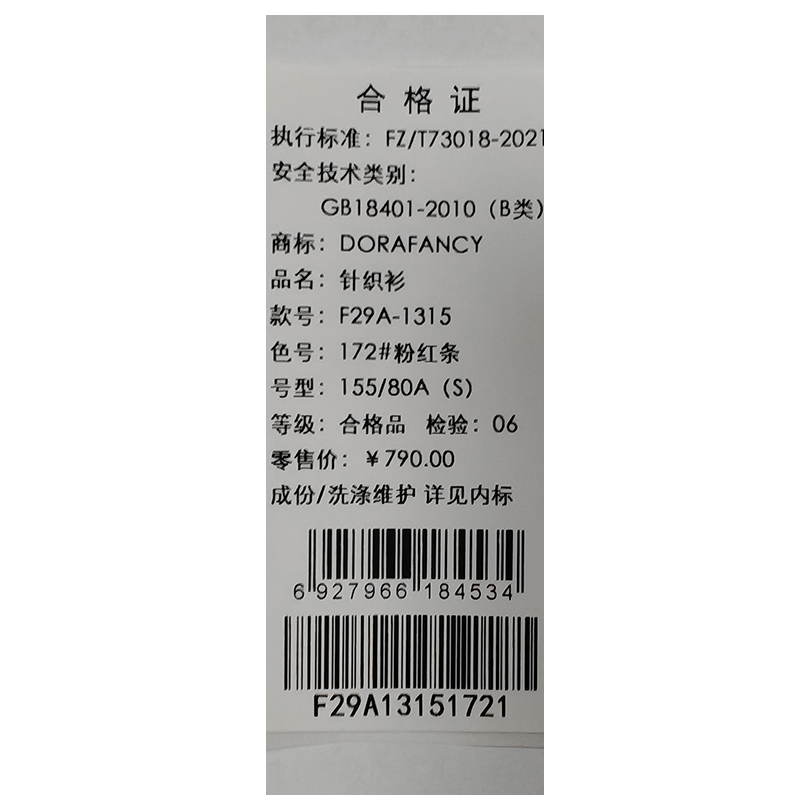 合格证
执行标准：FZ/T73018-2021
安全技术类别：
GB18401-2010（B类）
商标：DORAFANCY
品名：针织衫
款号：F29A-1315
色号：172#粉红条
号型：155/80A（S）
等级：合格品 检验：06
零售价：￥790.00
成份/洗涤维护 详见内标
6 927966 184534
F29A13151721